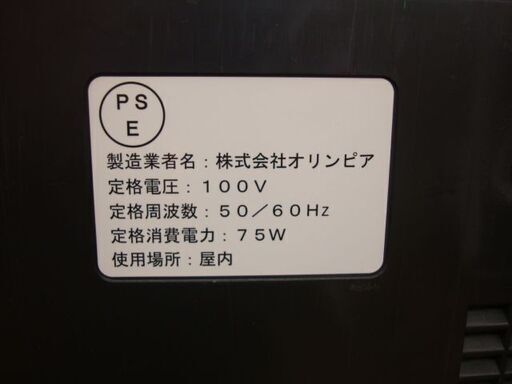 PS
E
製造業者名：株式会社オリンピア
定格電圧：１００Ｖ
定格周波数：５０／６０Hz
定格消費電力：７５Ｗ
使用場所：屋内